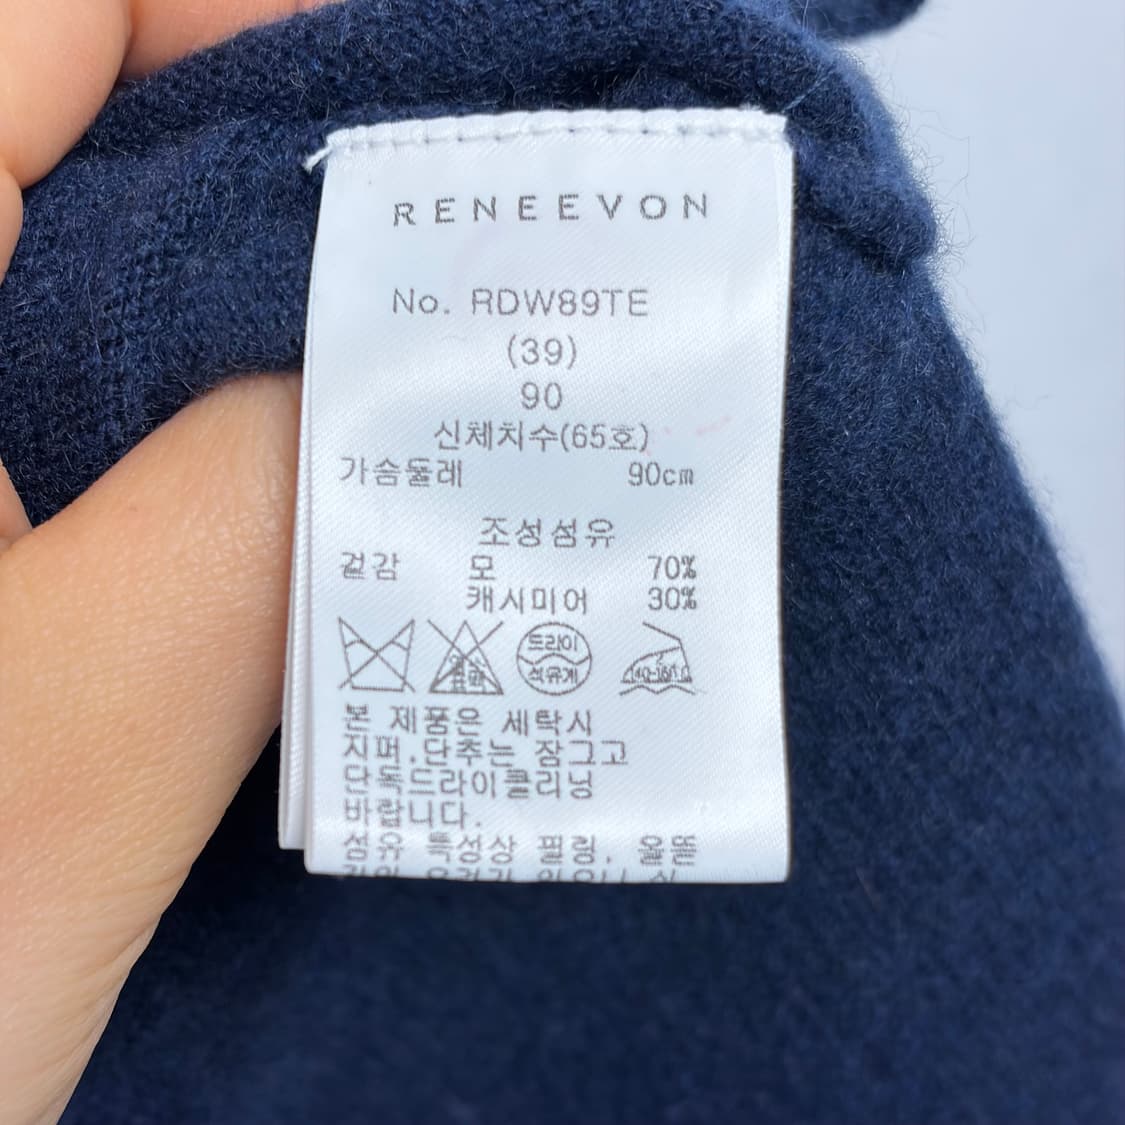 RENEEVON
No. RDW89TE
(39)
90
신체치수(65호)
가슴둘레 90cm
조성섬유
겉감 모 70%
캐시미어 30%
드라이
석유계
본 제품은 세탁시
지퍼.단추는 잠그고
단독드라이클리닝
바랍니다.
섬유 특성상 필링, 올뜯